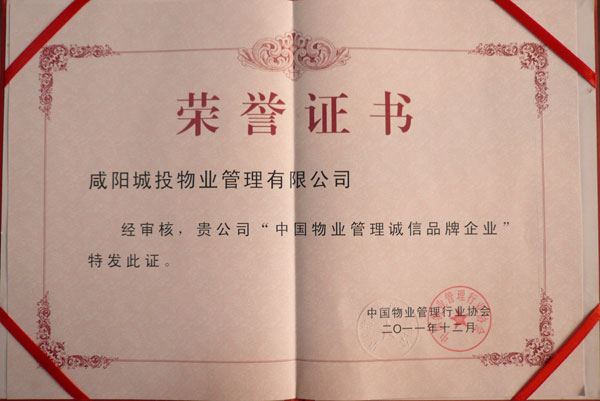 荣誉证书
咸阳城投物业管理有限公司
经审核，贵公司“中国物业管理诚信品牌企业”
特发此证。
中国物业管理行业协会
二〇一一年十二月